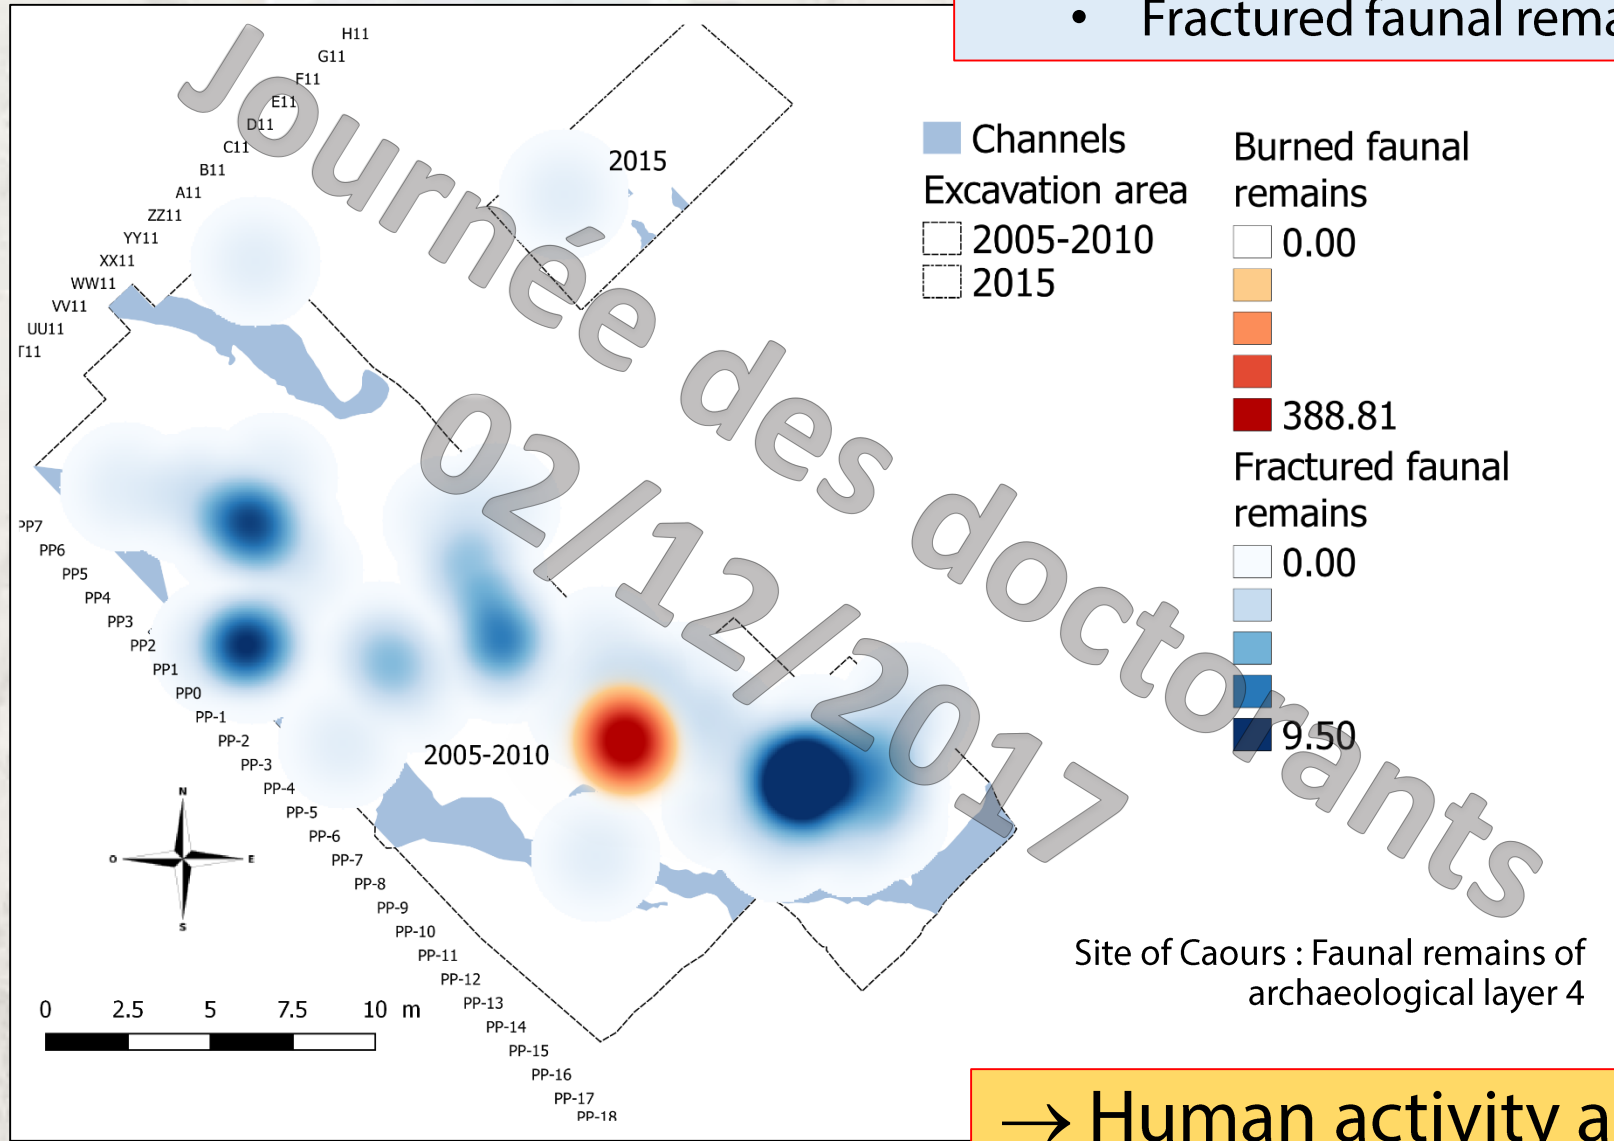 • Fractured faunal rema
H11
G11
F11
E11
D11
C11
B11
A11
ZZ11
YY11
XX11
WW11
VV11
UU11
T11
2015
Channels
Excavation area
2005-2010
2015
Burned faunal
remains
0.00
388.81
Fractured faunal
remains
0.00
9.50
Journée des doctorants
02/12/2017
PP7
PP6
PP5
PP4
PP3
PP2
PP1
PP0
PP-1
PP-2
PP-3
PP-4
PP-5
PP-6
PP-7
PP-8
PP-9
PP-10
PP-11
PP-12
PP-13
PP-14
PP-15
PP-16
PP-17
PP-18
2005-2010
N
O E
S
0 2.5 5 7.5 10 m
Site of Caours : Faunal remains of
archaeological layer 4
→ Human activity a